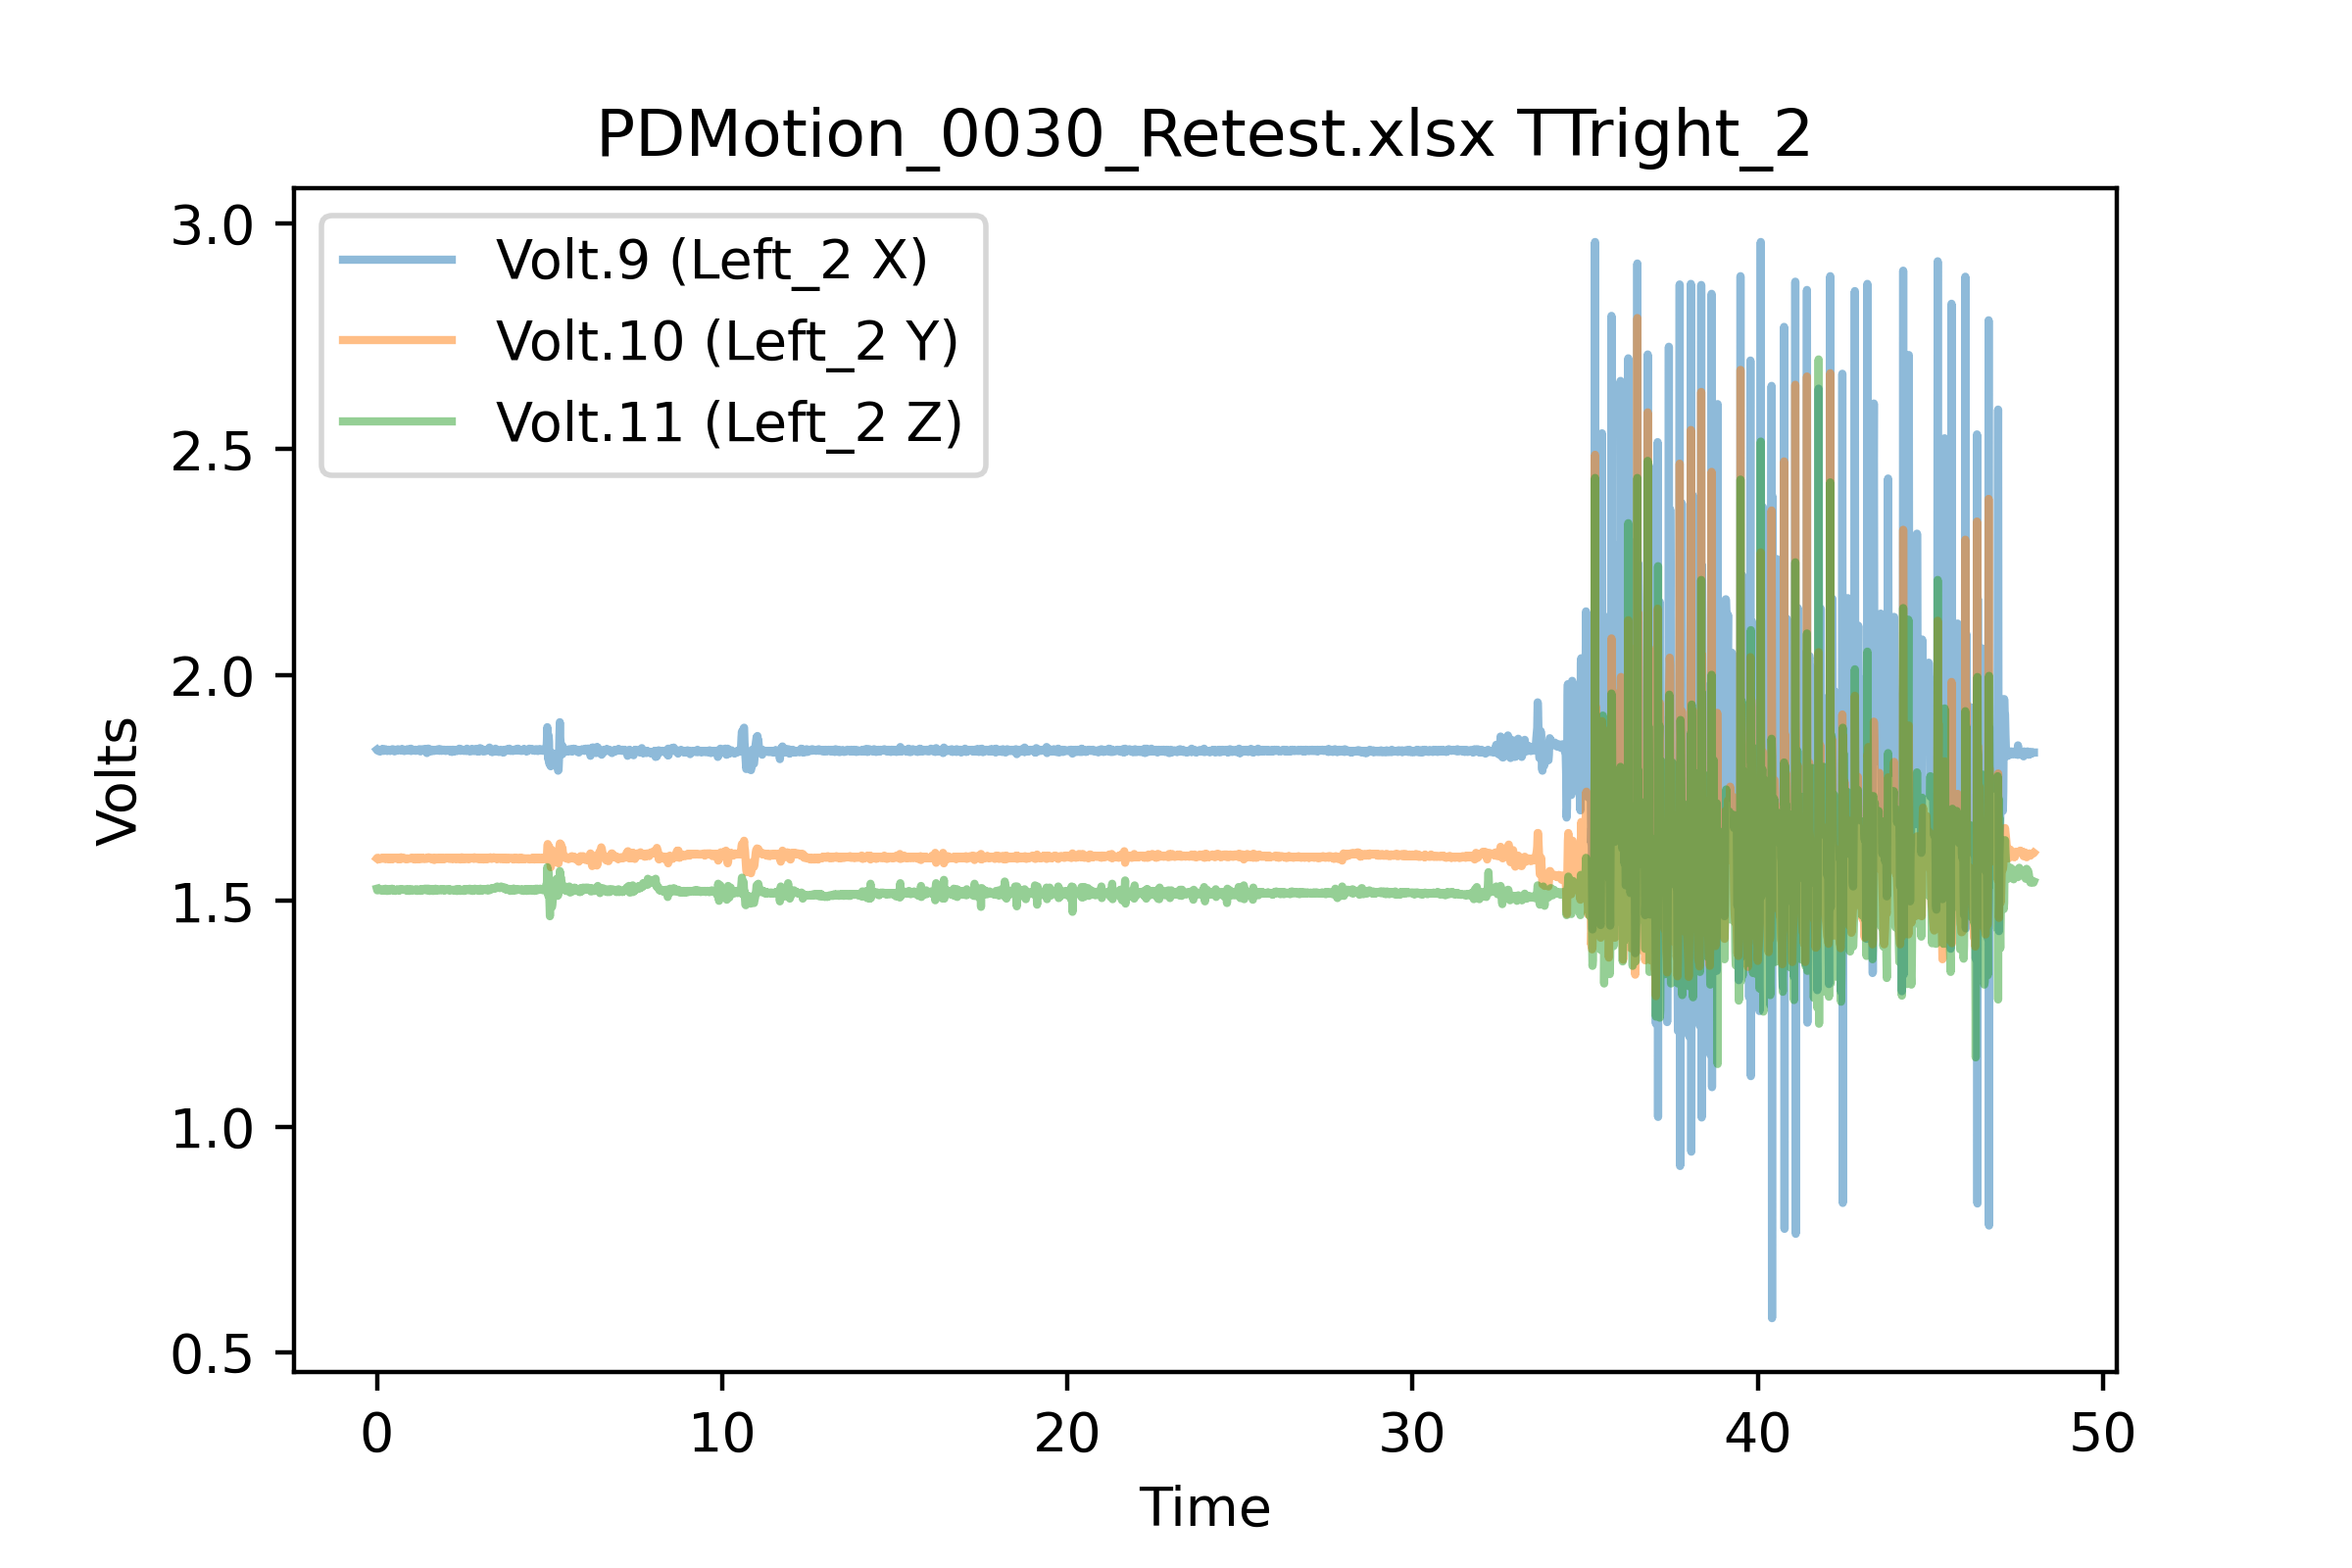 PDMotion_0030_Retest.xlsx TTright_2
3.0
2.5
2.0
1.5
1.0
0.5
Volts
Volt.9 (Left_2 X)
Volt.10 (Left_2 Y)
Volt.11 (Left_2 Z)
0 10 20 30 40 50
Time